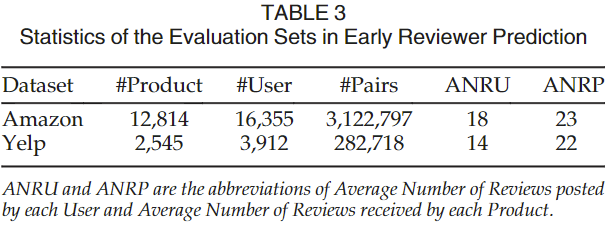 TABLE 3
Statistics of the Evaluation Sets in Early Reviewer Prediction
Dataset #Product #User #Pairs ANRU ANRP
Amazon 12,814 16,355 3,122,797 18 23
Yelp 2,545 3,912 282,718 14 22
ANRU and ANRP are the abbreviations of Average Number of Reviews posted
by each User and Average Number of Reviews received by each Product.